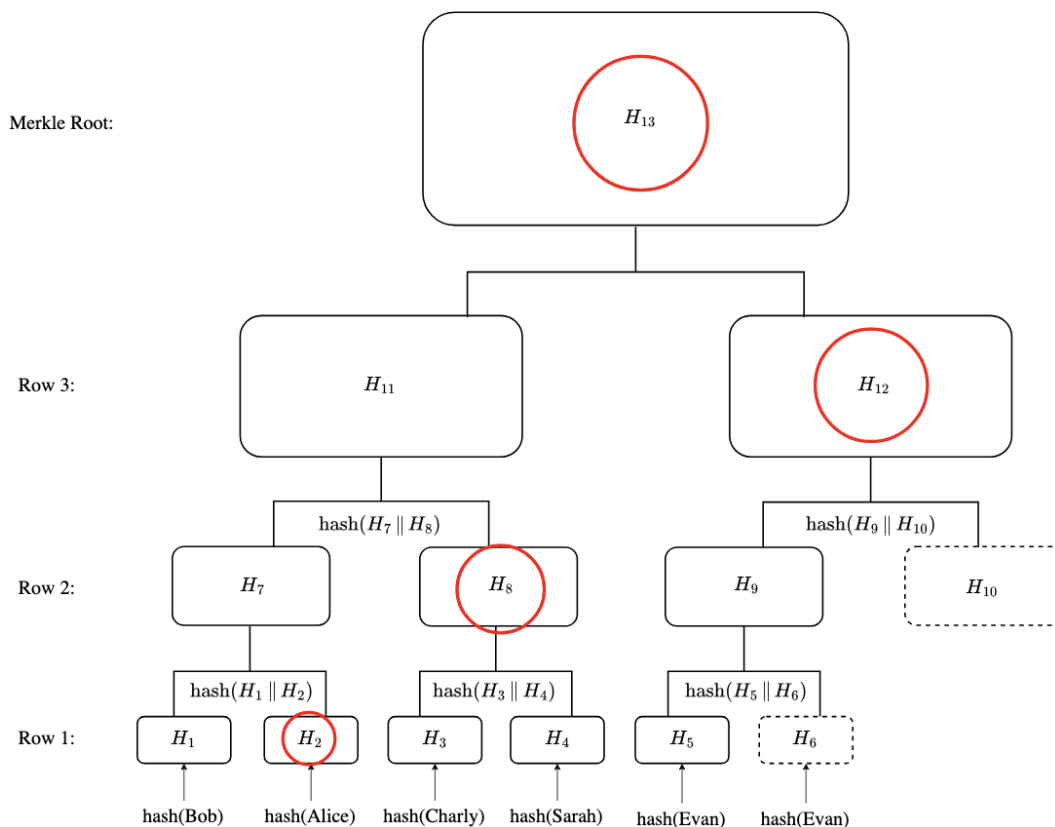 Merkle Root:
H₁₃
Row 3:
H₁₁
H₁₂
hash(H₇ ∥ H₈)
hash(H₉ ∥ H₁₀)
Row 2:
H₇
H₈
H₉
H₁₀
hash(H₁ ∥ H₂)
hash(H₃ ∥ H₄)
hash(H₅ ∥ H₆)
Row 1:
H₁
H₂
H₃
H₄
H₅
H₆
hash(Bob)
hash(Alice)
hash(Charly)
hash(Sarah)
hash(Evan)
hash(Evan)